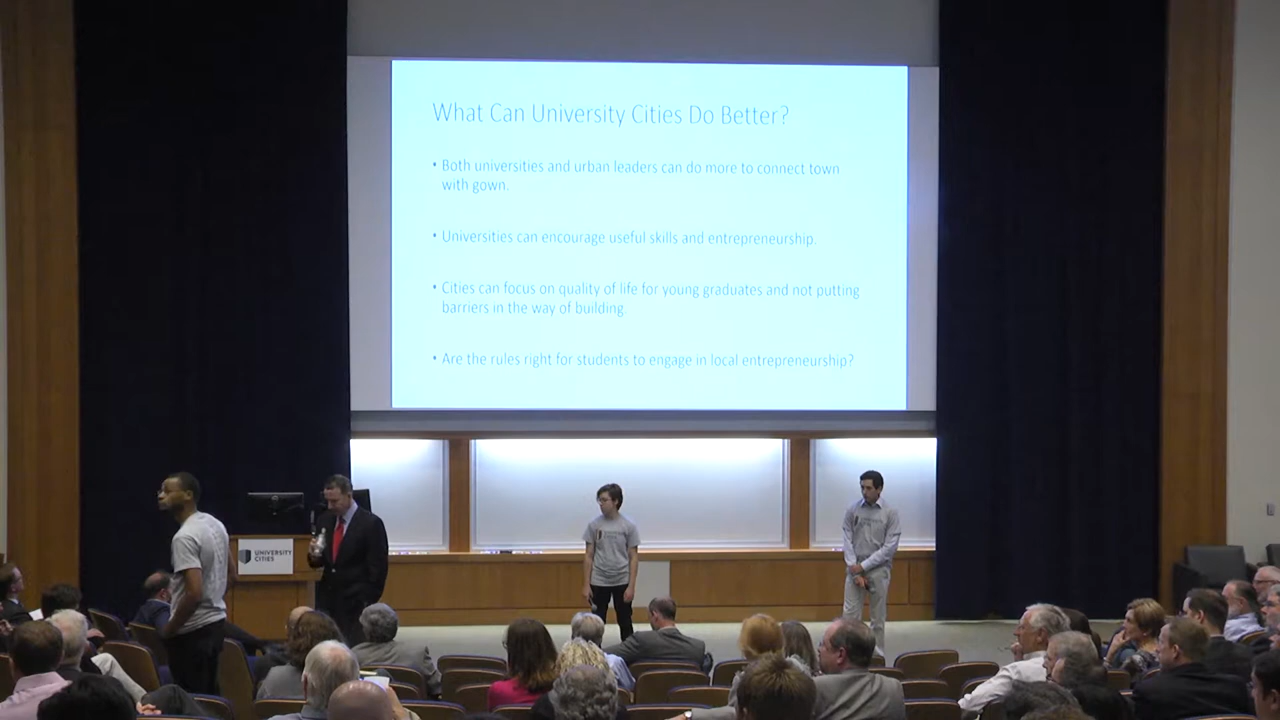 What Can University Cities Do Better?
• Both universities and urban leaders can do more to connect town
with gown.
• Universities can encourage useful skills and entrepreneurship.
• Cities can focus on quality of life for young graduates and not putting
barriers in the way of building.
• Are the rules right for students to engage in local entrepreneurship?
UNIVERSITY
CITIES